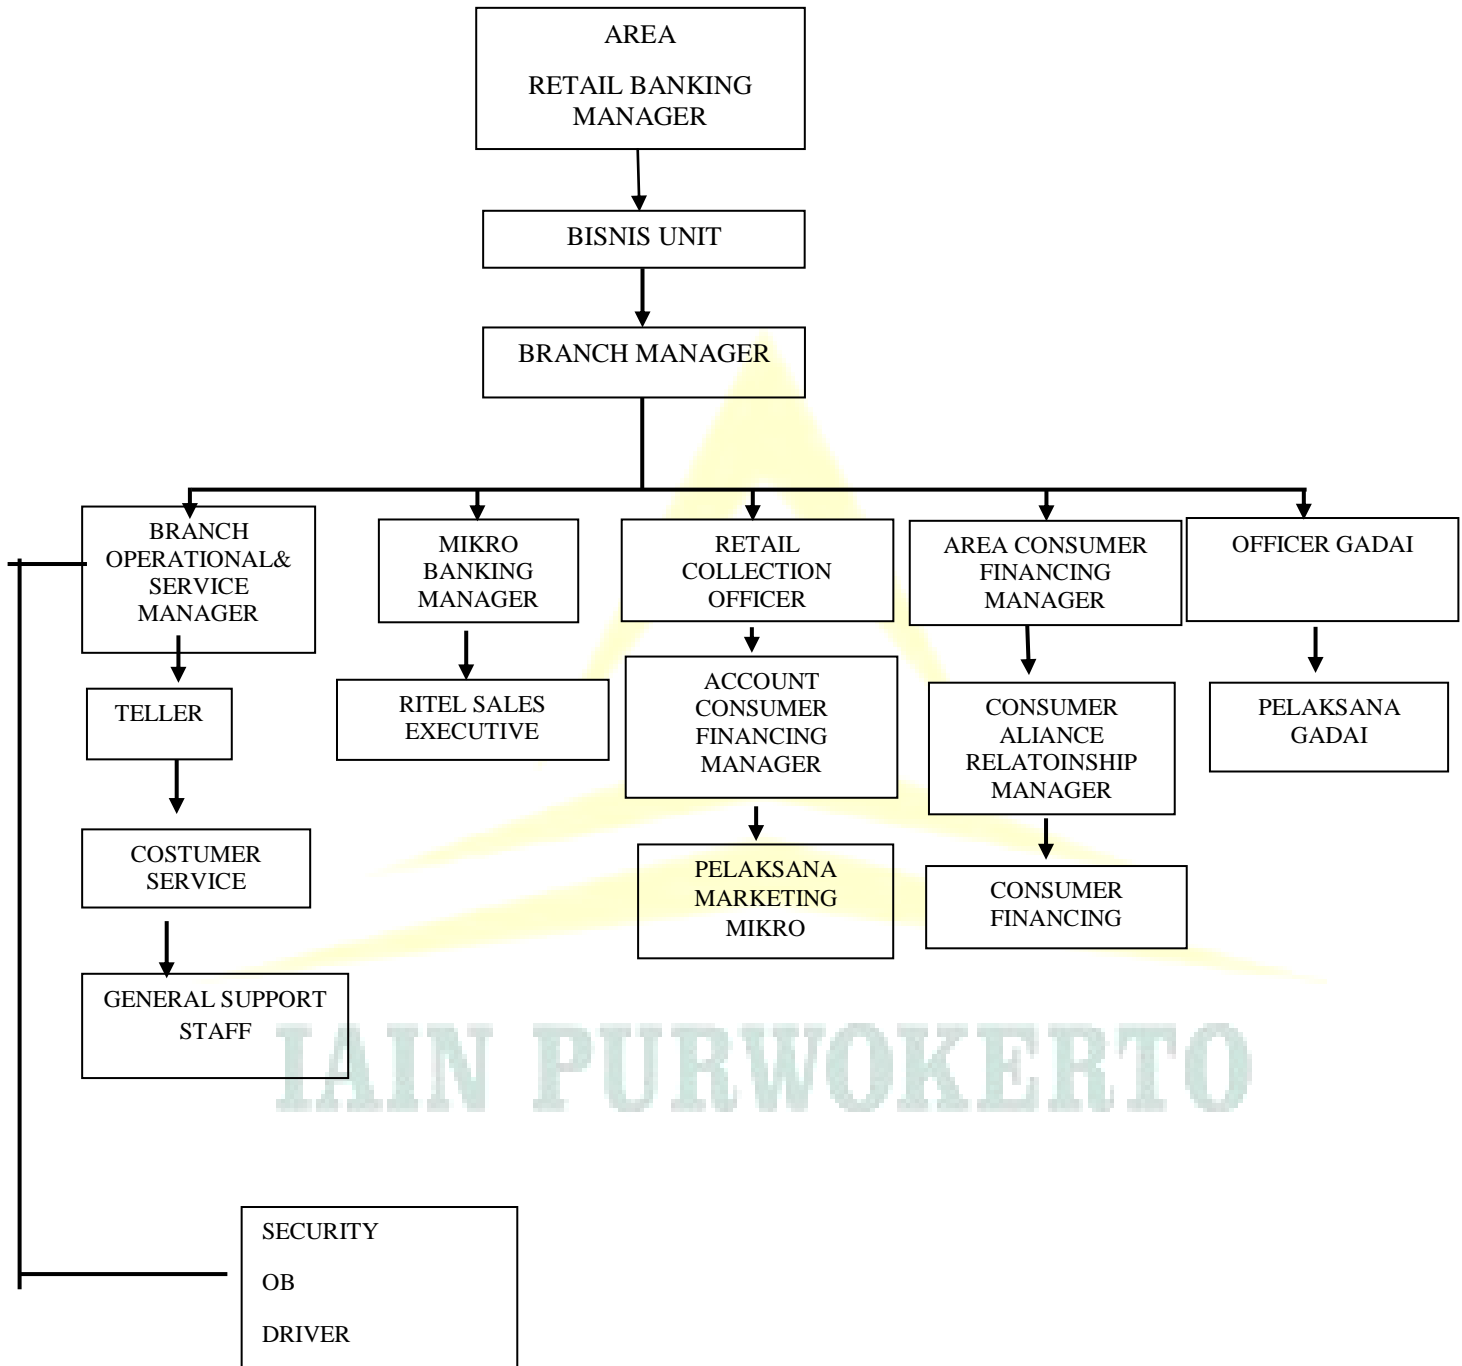 AREA
RETAIL BANKING
MANAGER
BISNIS UNIT
BRANCH MANAGER
BRANCH
OPERATIONAL&
SERVICE
MANAGER
MIKRO
BANKING
MANAGER
RETAIL
COLLECTION
OFFICER
AREA CONSUMER
FINANCING
MANAGER
OFFICER GADAI
TELLER
RITEL SALES
EXECUTIVE
ACCOUNT
CONSUMER
FINANCING
MANAGER
CONSUMER
ALIANCE
RELATOINSHIP
MANAGER
PELAKSANA
GADAI
COSTUMER
SERVICE
PELAKSANA
MARKETING
MIKRO
CONSUMER
FINANCING
GENERAL SUPPORT
STAFF
IAIN PURWOKERTO
SECURITY
OB
DRIVER